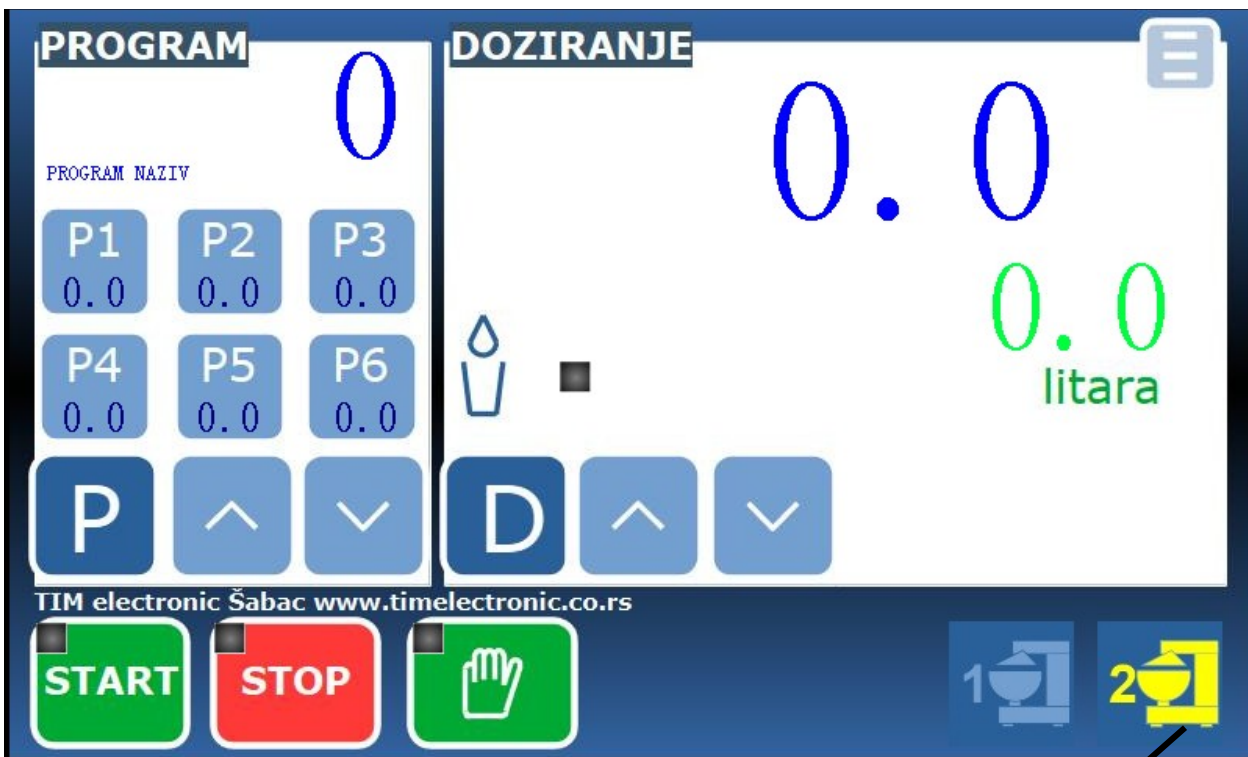 PROGRAM
0
PROGRAM NAZIV
P1 P2 P3
0.0 0.0 0.0
P4 P5 P6
0.0 0.0 0.0
P
DOZIRANJE
0.0
0.0
litara
D
TIM electronic Šabac www.timelectronic.co.rs
START STOP
1 2